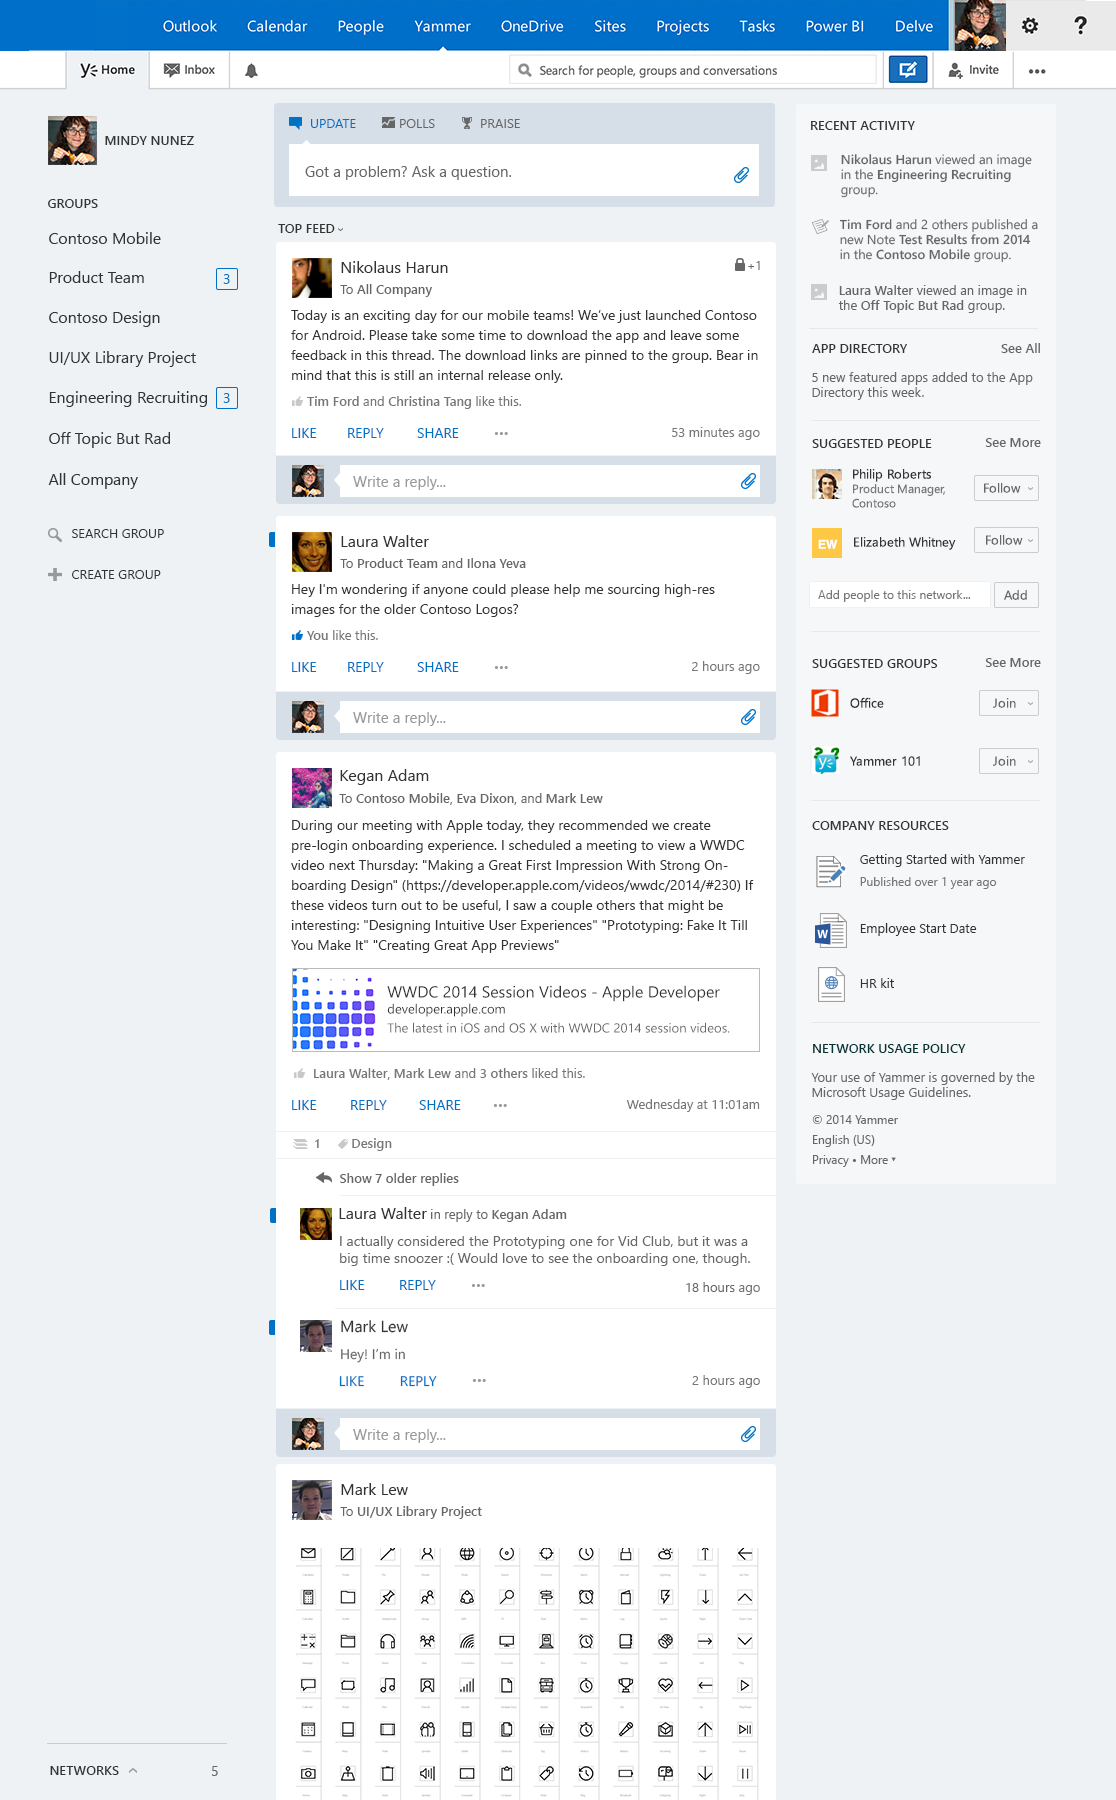 Outlook Calendar People Yammer OneDrive Sites Projects Tasks Power BI Delve ?
Home Inbox Search for people, groups and conversations Invite
MINDY NUNEZ
GROUPS
Contoso Mobile
Product Team 3
Contoso Design
UI/UX Library Project
Engineering Recruiting 3
Off Topic But Rad
All Company
SEARCH GROUP
CREATE GROUP
NETWORKS 5
UPDATE POLLS PRAISE
Got a problem? Ask a question.
TOP FEED
Nikolaus Harun +1
To All Company
Today is an exciting day for our mobile teams! We've just launched Contoso
for Android. Please take some time to download the app and leave some
feedback in this thread. The download links are pinned to the group. Bear in
mind that this is still an internal release only.
Tim Ford and Christina Tang like this.
LIKE REPLY SHARE ... 53 minutes ago
Write a reply...
Laura Walter
To Product Team and Ilona Yeva
Hey I'm wondering if anyone could please help me sourcing high-res
images for the older Contoso Logos?
You like this.
LIKE REPLY SHARE ... 2 hours ago
Write a reply...
Kegan Adam
To Contoso Mobile, Eva Dixon, and Mark Lew
During our meeting with Apple today, they recommended we create
pre-login onboarding experience. I scheduled a meeting to view a WWDC
video next Thursday: "Making a Great First Impression With Strong On-
boarding Design" (https://developer.apple.com/videos/wwdc/2014/#230) If
these videos turn out to be useful, I saw a couple others that might be
interesting: "Designing Intuitive User Experiences" "Prototyping: Fake It Till
You Make It" "Creating Great App Previews"
WWDC 2014 Session Videos - Apple Developer
developer.apple.com
The latest in iOS and OS X with WWDC 2014 session videos.
Laura Walter, Mark Lew and 3 others liked this.
LIKE REPLY SHARE ... Wednesday at 11:01am
1 Design
Show 7 older replies
Laura Walter in reply to Kegan Adam
I actually considered the Prototyping one for Vid Club, but it was a
big time snoozer :( Would love to see the onboarding one, though.
LIKE REPLY ... 18 hours ago
Mark Lew
Hey! I'm in
LIKE REPLY ... 2 hours ago
Write a reply...
Mark Lew
To UI/UX Library Project
RECENT ACTIVITY
Nikolaus Harun viewed an image
in the Engineering Recruiting
group.
Tim Ford and 2 others published a
new Note Test Results from 2014
in the Contoso Mobile group.
Laura Walter viewed an image in
the Off Topic But Rad group.
APP DIRECTORY See All
5 new featured apps added to the App
Directory this week.
SUGGESTED PEOPLE See More
Philip Roberts
Product Manager,
Contoso
Follow
EW Elizabeth Whitney Follow
Add people to this network... Add
SUGGESTED GROUPS See More
Office Join
Yammer 101 Join
COMPANY RESOURCES
Getting Started with Yammer
Published over 1 year ago
Employee Start Date
HR kit
NETWORK USAGE POLICY
Your use of Yammer is governed by the
Microsoft Usage Guidelines.
© 2014 Yammer
English (US)
Privacy • More